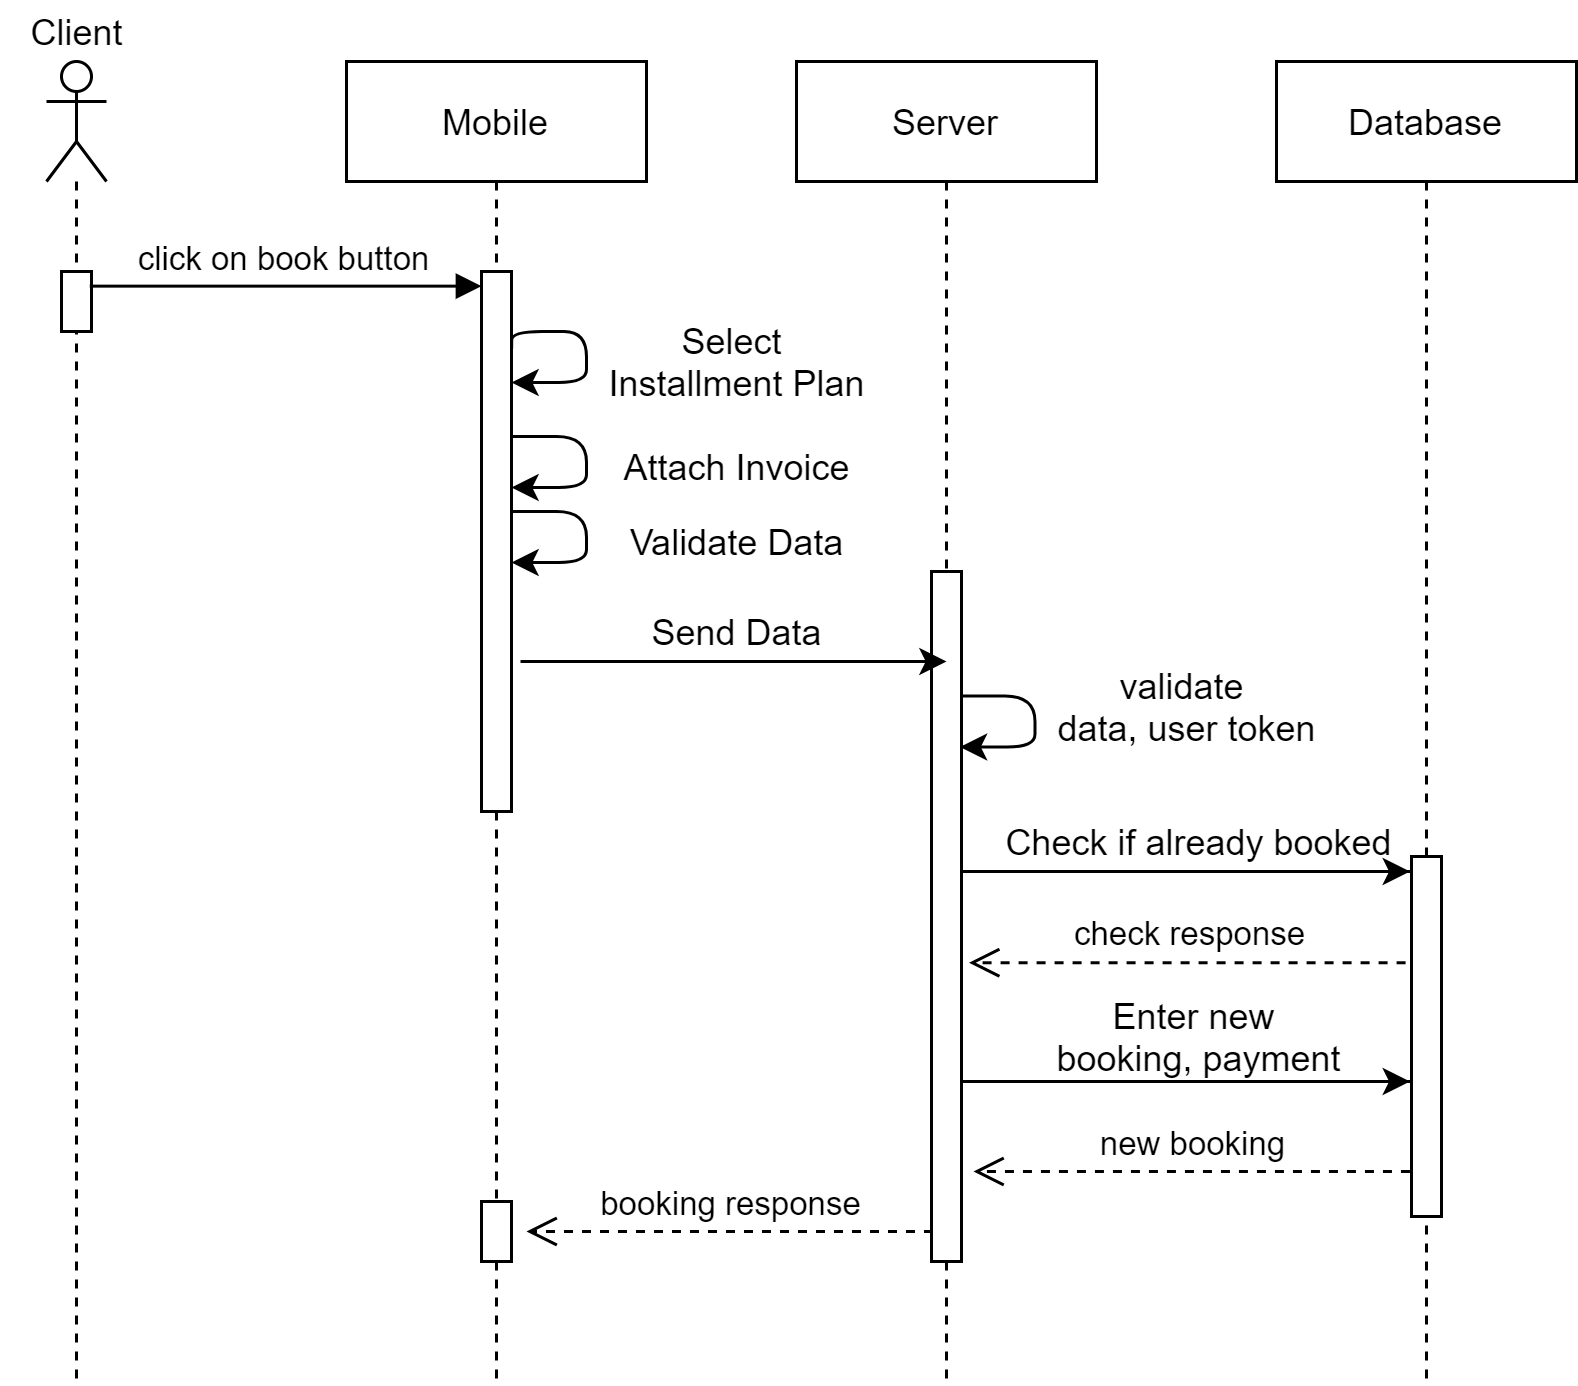 Client
Mobile
Server
Database
click on book button
Select
Installment Plan
Attach Invoice
Validate Data
Send Data
validate
data, user token
Check if already booked
check response
Enter new
booking, payment
new booking
booking response